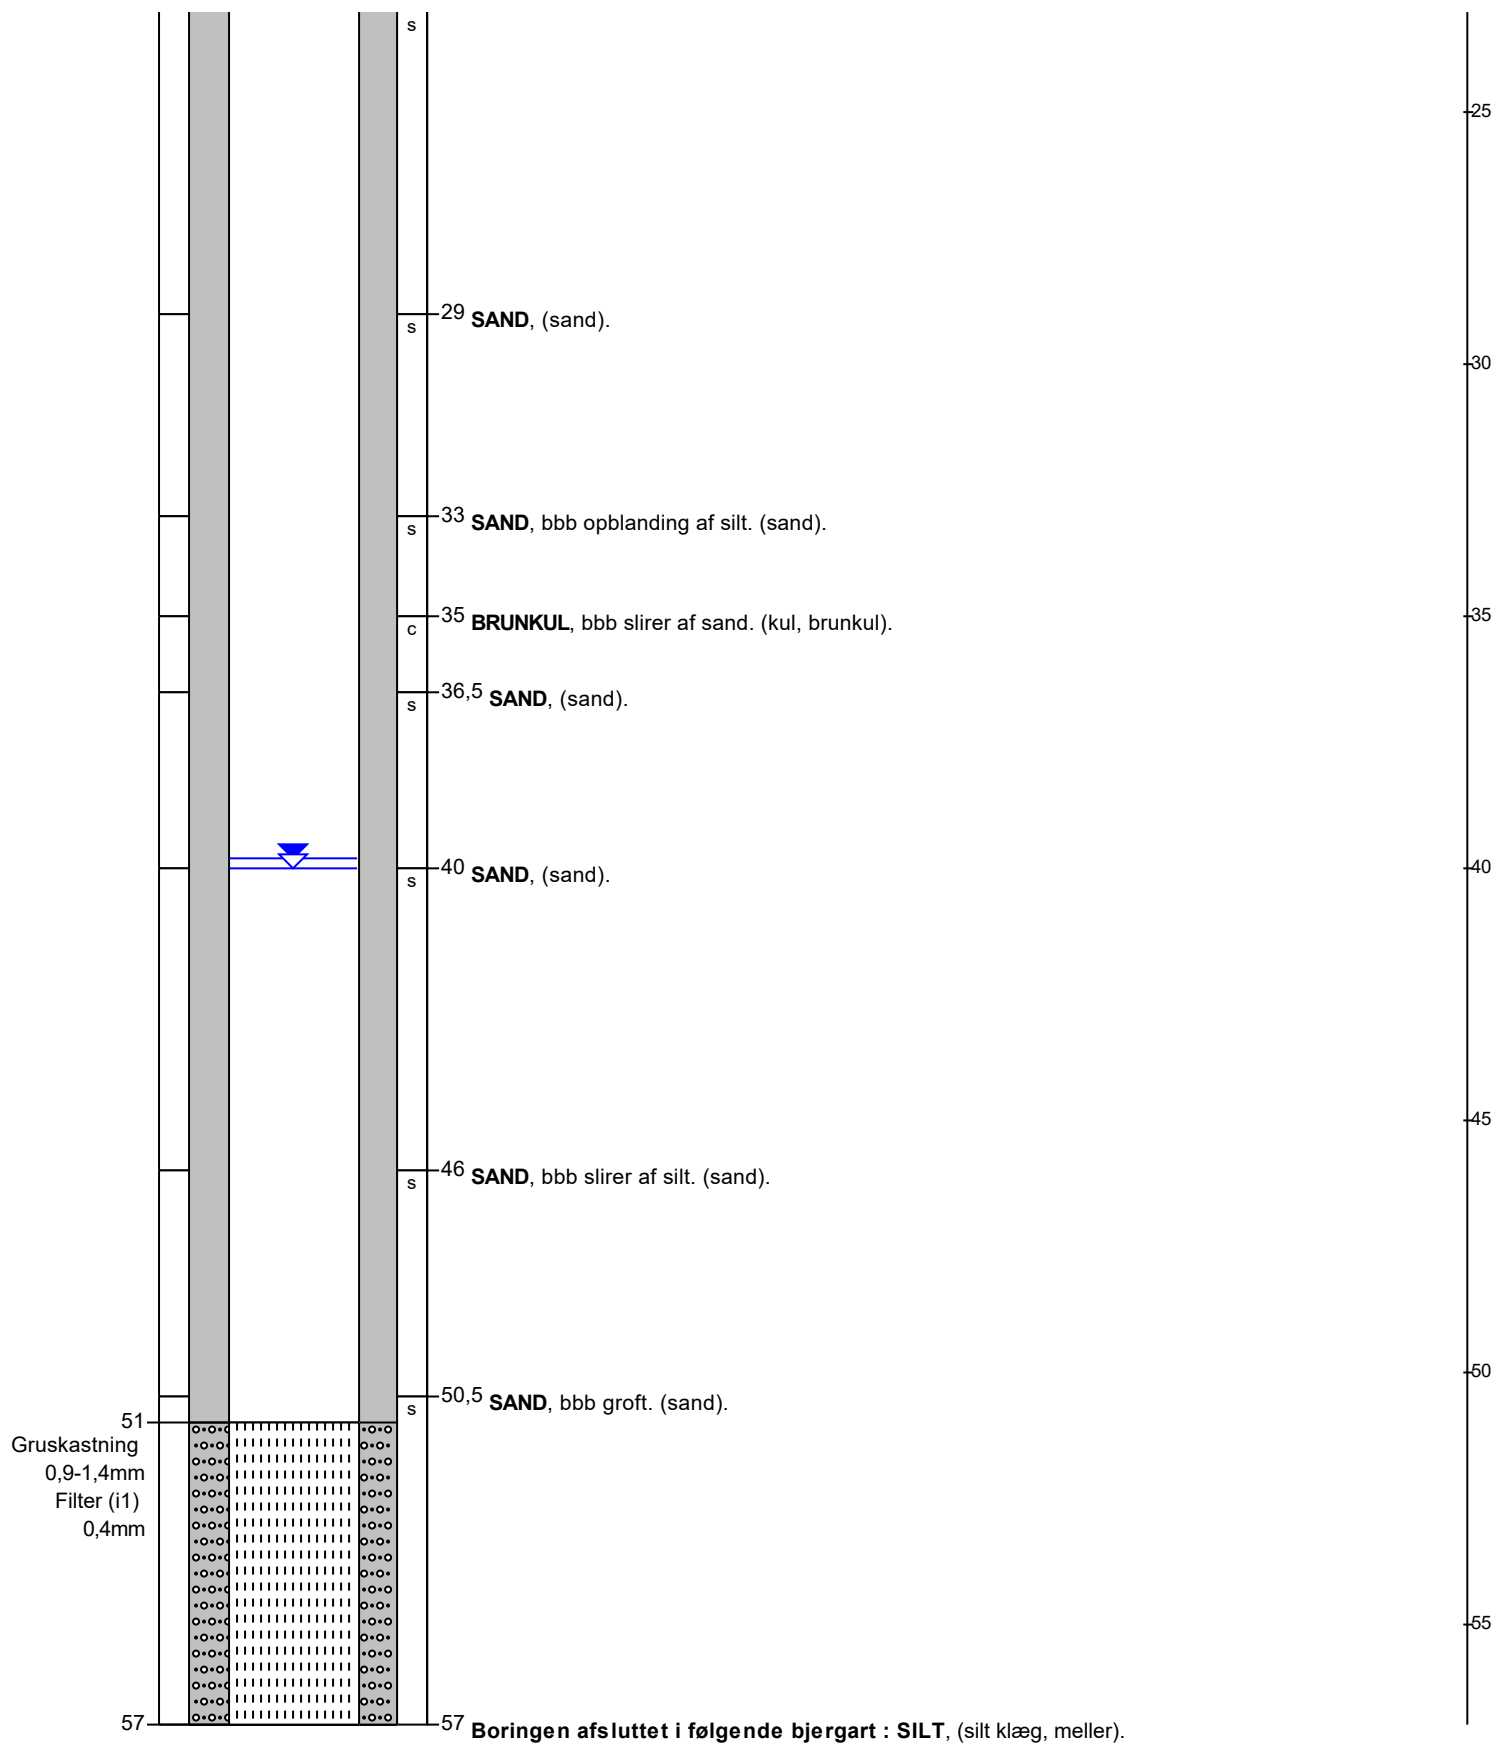 s
25
29 SAND, (sand).
s
30
33 SAND, bbb opblanding af silt. (sand).
s
35 BRUNKUL, bbb slirer af sand. (kul, brunkul).
35
c
36,5 SAND, (sand).
s
40 SAND, (sand).
40
s
45
46 SAND, bbb slirer af silt. (sand).
s
50
50,5 SAND, bbb groft. (sand).
s
51
Gruskastning
0,9-1,4mm
Filter (i1)
0,4mm
55
57
57 Boringen afsluttet i følgende bjergart : SILT, (silt klæg, meller).